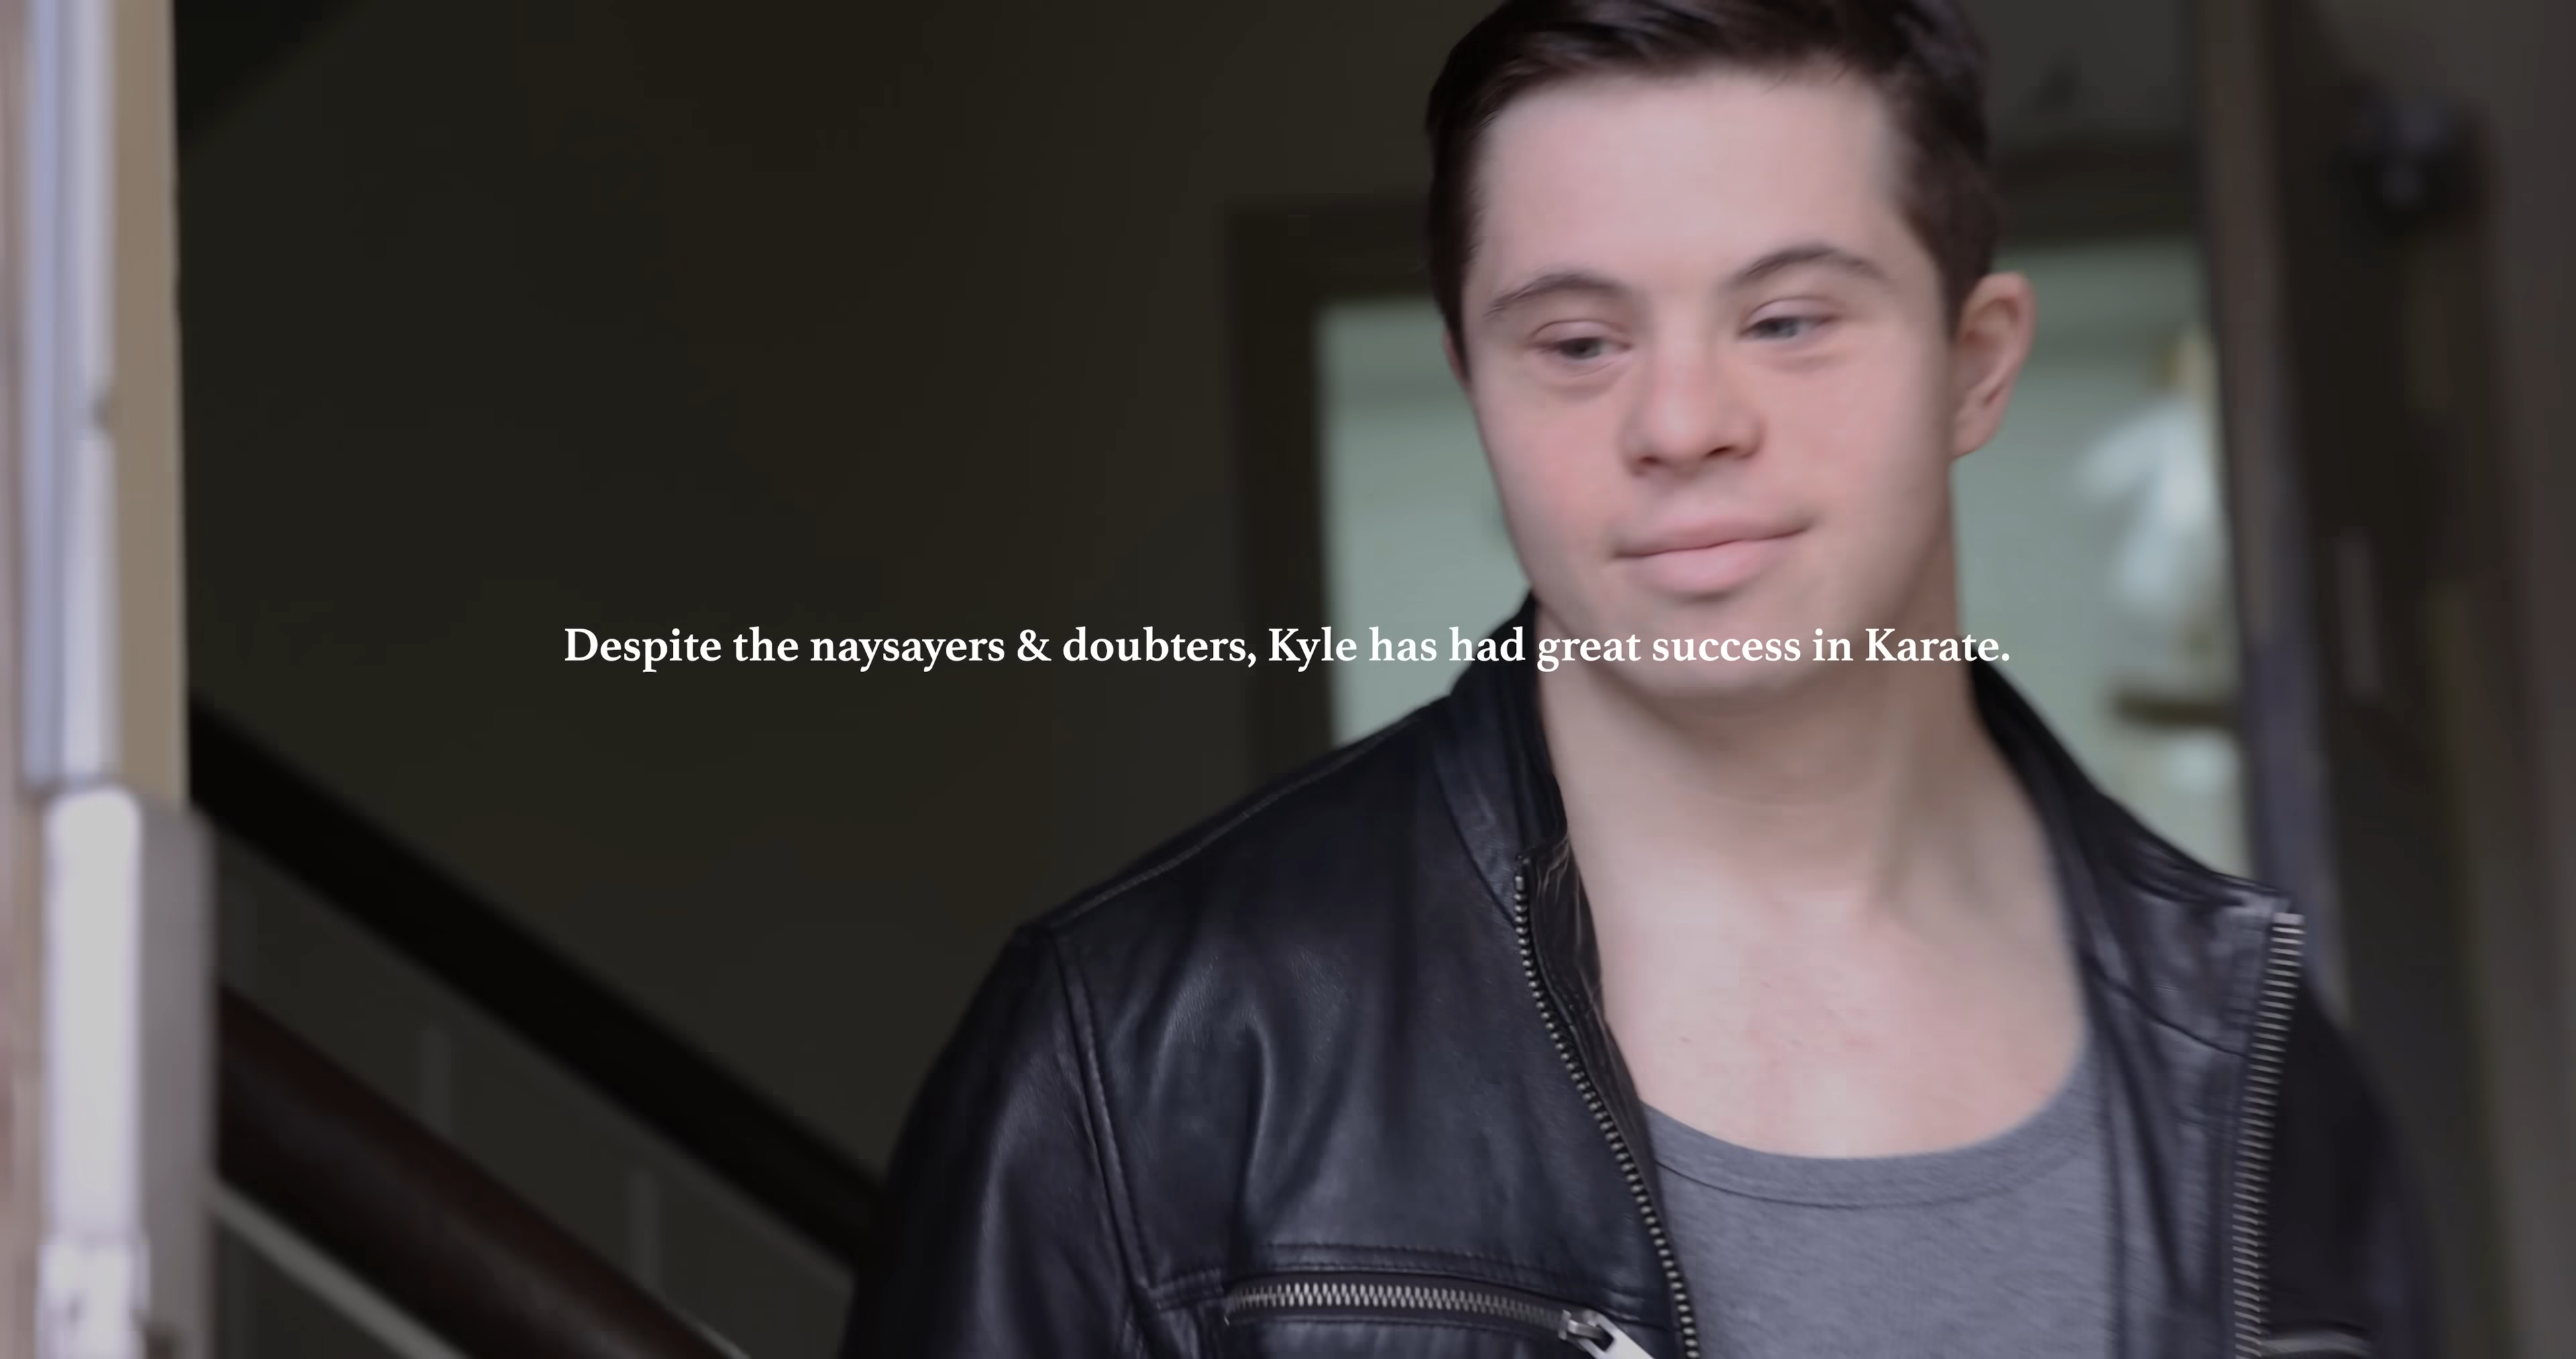 Despite the naysayers & doubters, Kyle has had great success in Karate.